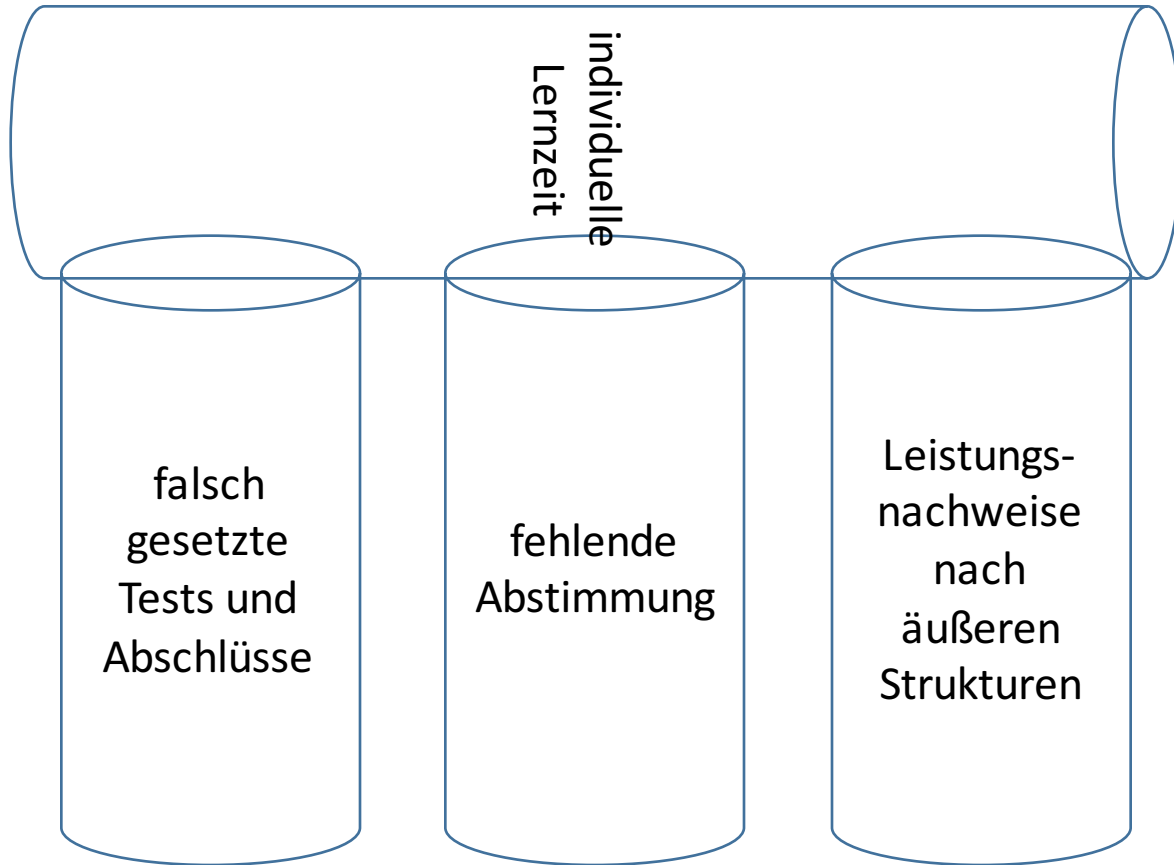 individuelle
Lernzeit
falsch
gesetzte
Tests und
Abschlüsse
fehlende
Abstimmung
Leistungs-
nachweise
nach
äußeren
Strukturen